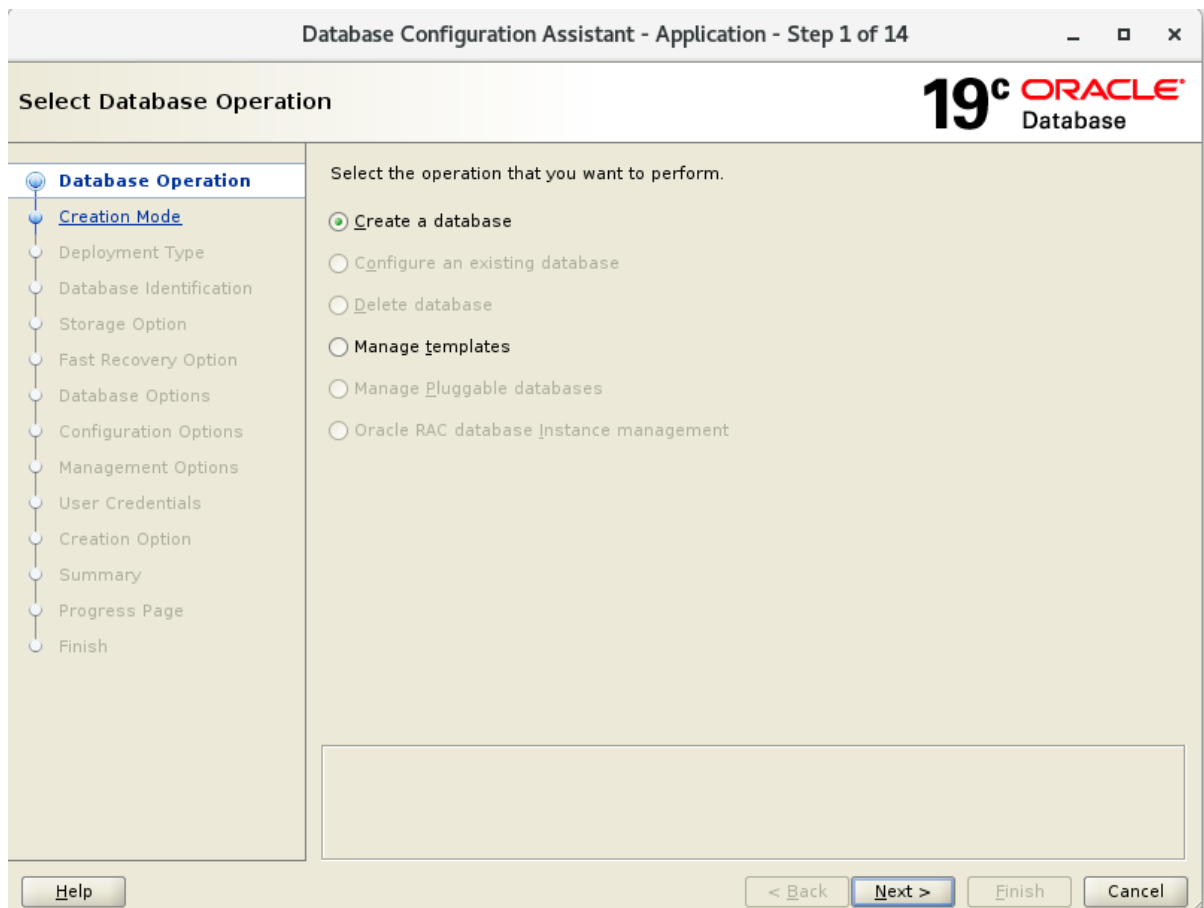 Database Configuration Assistant - Application - Step 1 of 14
Select Database Operation
19c ORACLE
Database
Database Operation
Creation Mode
Deployment Type
Database Identification
Storage Option
Fast Recovery Option
Database Options
Configuration Options
Management Options
User Credentials
Creation Option
Summary
Progress Page
Finish
Select the operation that you want to perform.
Create a database
Configure an existing database
Delete database
Manage templates
Manage Pluggable databases
Oracle RAC database Instance management
Help
< Back
Next >
Finish
Cancel